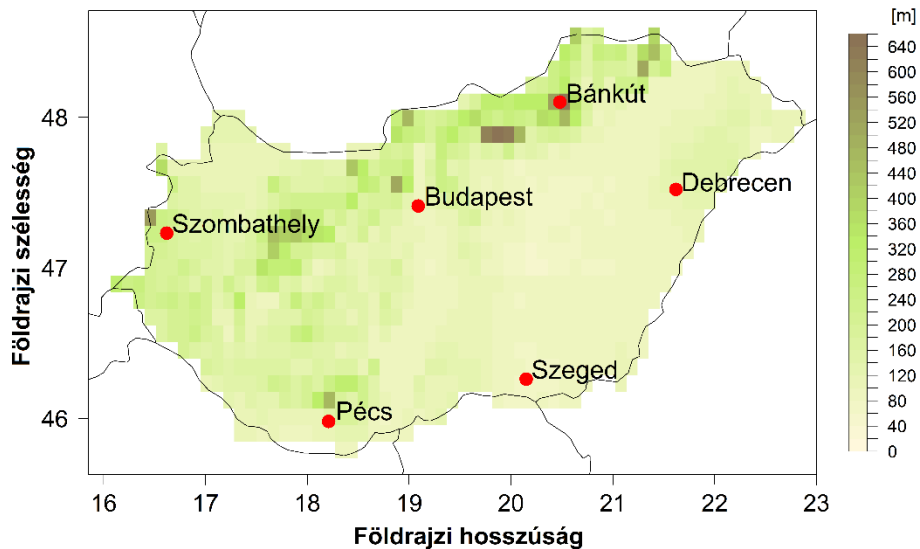 [m]
640
600
560
520
480
440
400
360
320
280
240
200
160
120
80
40
0
Földrajzi szélesség
48
47
46
Bánkút
Debrecen
Budapest
Szombathely
Szeged
Pécs
16 17 18 19 20 21 22 23
Földrajzi hosszúság